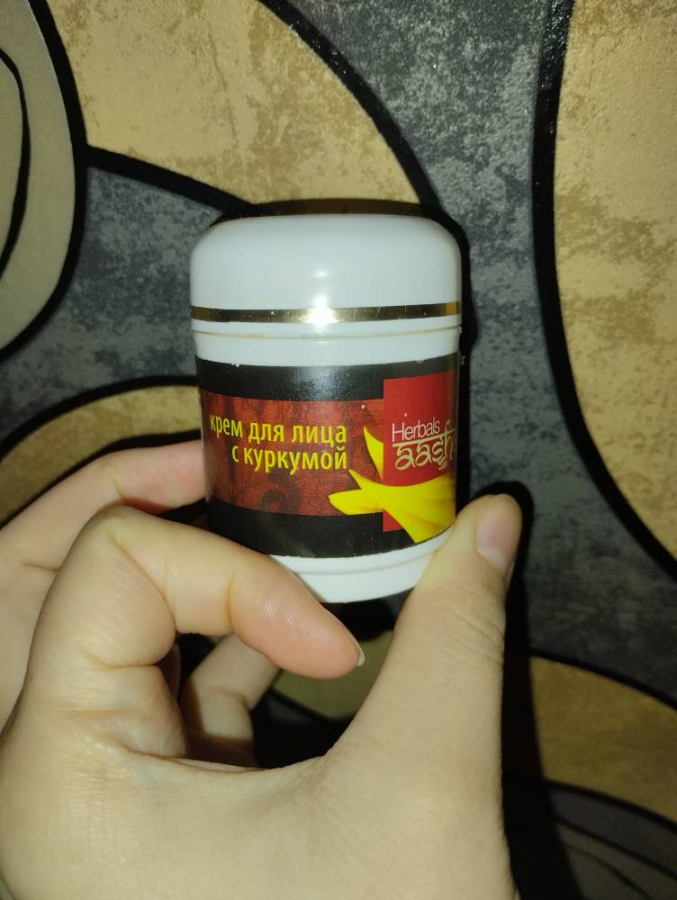 крем для лица
с куркумой
Herbals